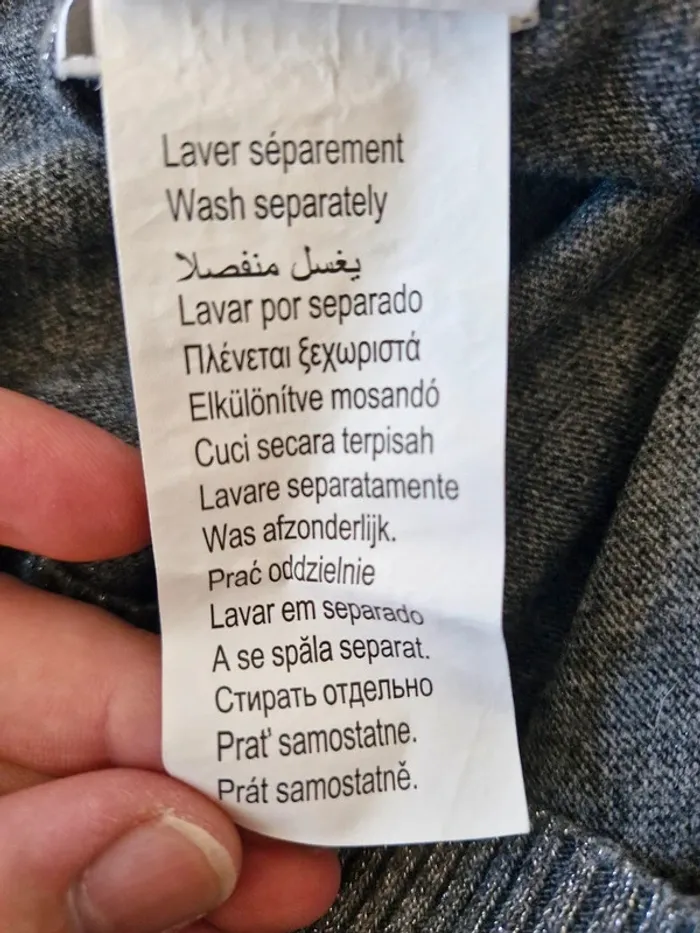 Laver séparement
Wash separately
يغسل منفصلا
Lavar por separado
Πλένεται ξεχωριστά
Elkülönítve mosandó
Cuci secara terpisah
Lavare separatamente
Was afzonderlijk.
Prać oddzielnie
Lavar em separado
A se spăla separat.
Стирать отдельно
Prat' samostatne.
Prát samostatně.